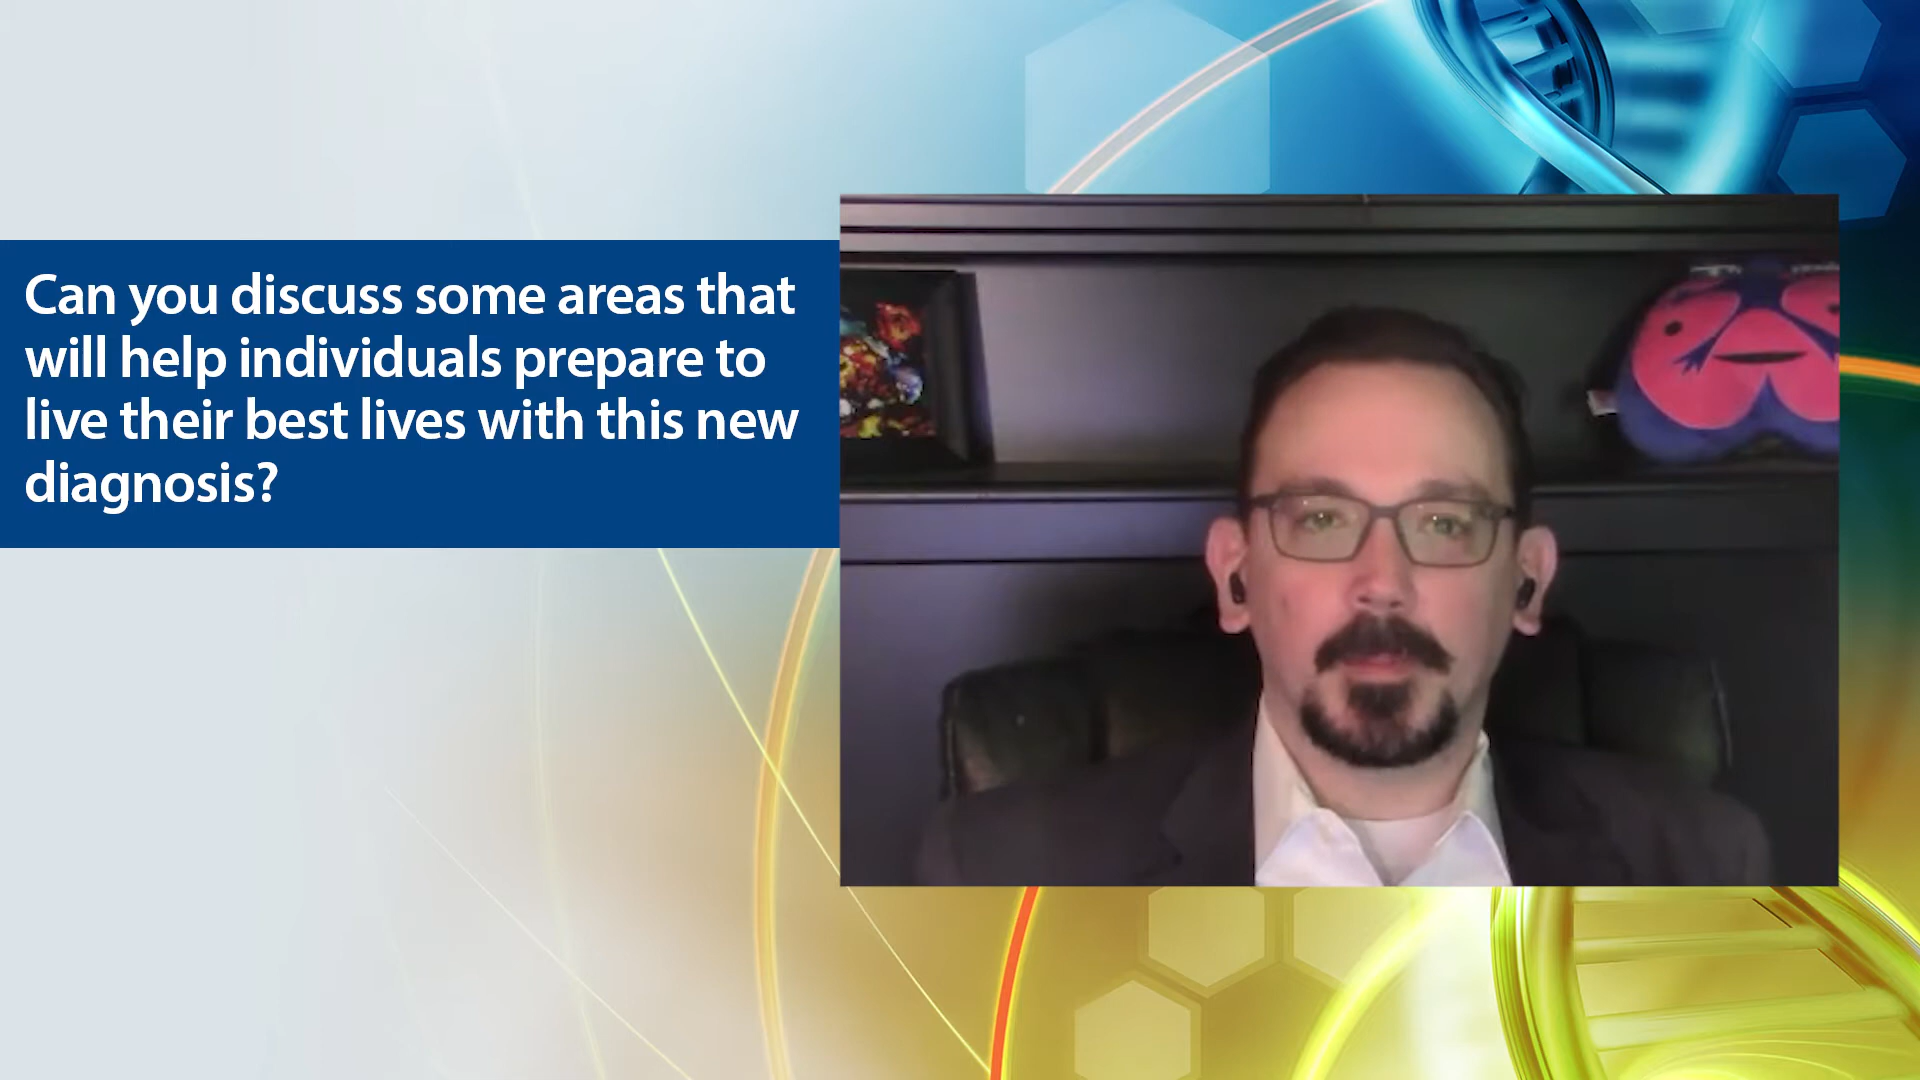 Can you discuss some areas that
will help individuals prepare to
live their best lives with this new
diagnosis?